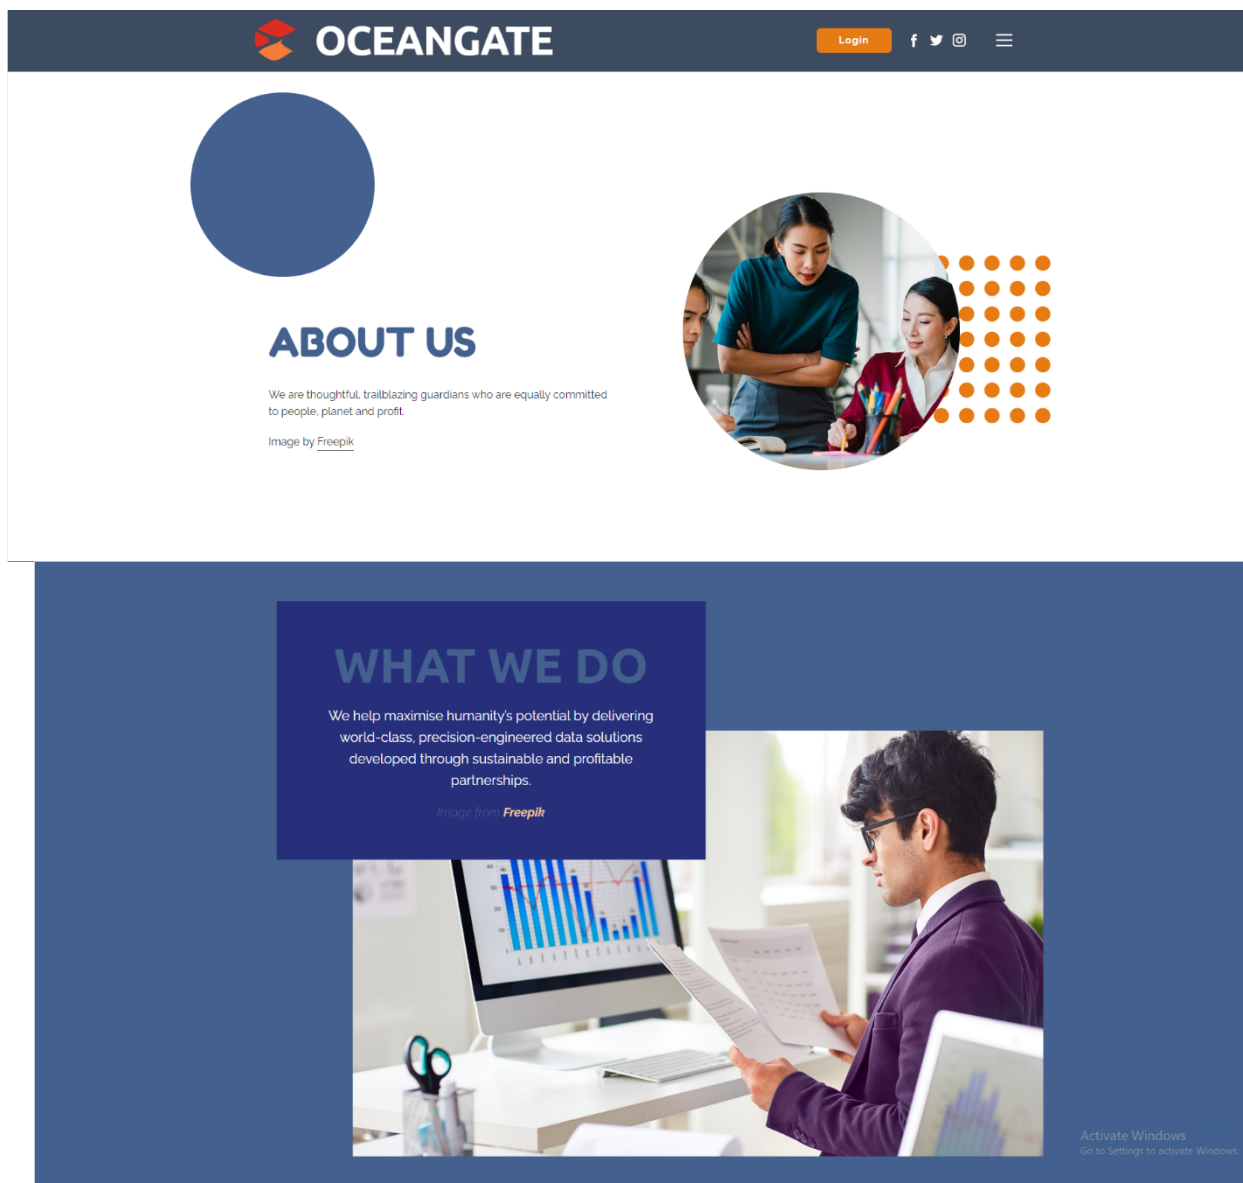 OCEANGATE
Login
ABOUT US
We are thoughtful, trailblazing guardians who are equally committed
to people, planet and profit.
Image by Freepik
WHAT WE DO
We help maximise humanity's potential by delivering
world-class, precision-engineered data solutions
developed through sustainable and profitable
partnerships.
Image from Freepik
Activate Windows
Go to Settings to activate Windows.